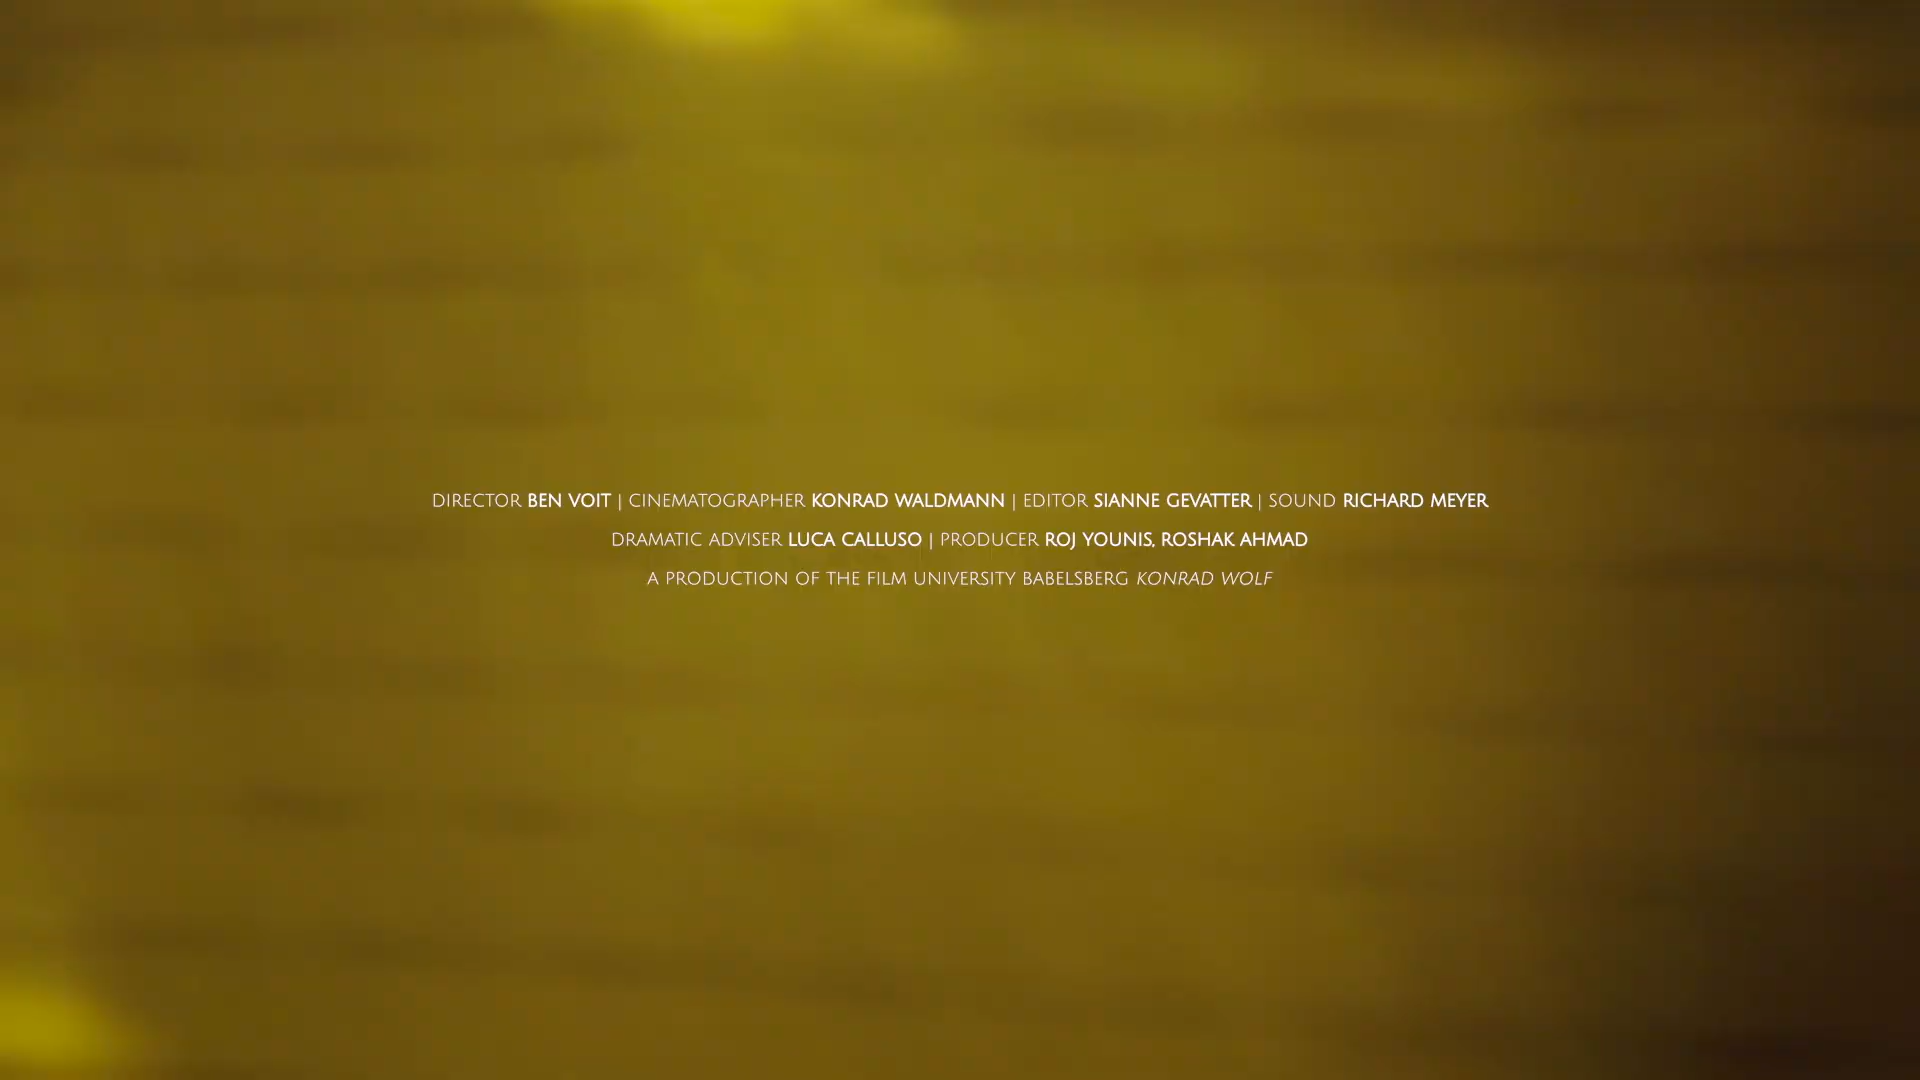 DIRECTOR BEN VOIT | CINEMATOGRAPHER KONRAD WALDMANN | EDITOR SIANNE GEVATTER | SOUND RICHARD MEYER
DRAMATIC ADVISER LUCA CALLUSO | PRODUCER ROJ YOUNIS, ROSHAK AHMAD
A PRODUCTION OF THE FILM UNIVERSITY BABELSBERG KONRAD WOLF